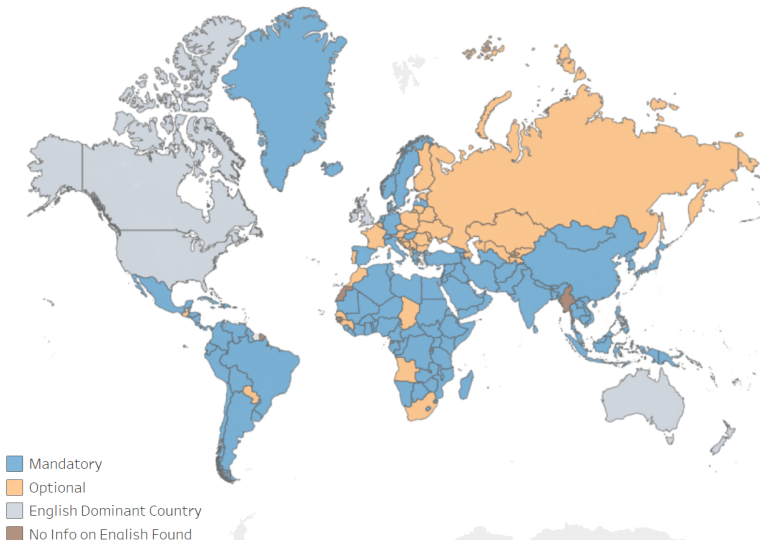 Mandatory
Optional
English Dominant Country
No Info on English Found